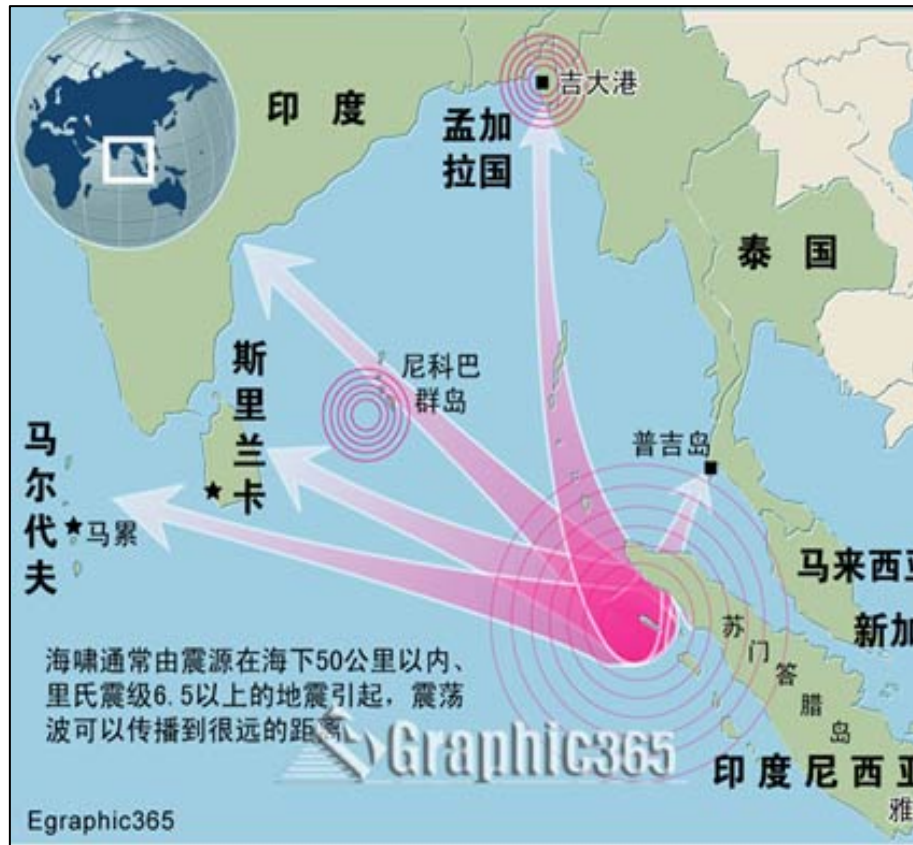 印度
吉大港
孟加
拉国
泰国
斯里兰卡
尼科巴
群岛
普吉岛
马尔代夫
马累
马来西亚
新加
苏门答腊岛
海啸通常由震源在海下50公里以内、
里氏震级6.5以上的地震引起，震荡
波可以传播到很远的距离
Graphic365
印度尼西亚
雅
Egraphic365